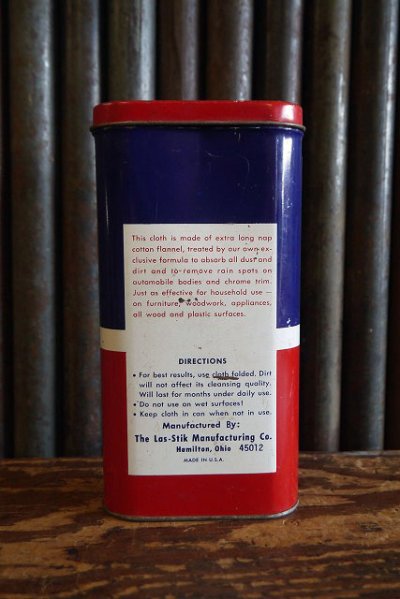 This cloth is made of extra long nap
cotton flannel, treated by our own ex-
clusive formula to absorb all dust and
dirt and to remove rain spots on
automobile bodies and chrome trim.
Just as effective for household use —
on furniture, woodwork, appliances,
all wood and plastic surfaces.
DIRECTIONS
• For best results, use cloth folded. Dirt
will not affect its cleansing quality.
Will last for months under daily use.
• Do not use on wet surfaces!
• Keep cloth in can when not in use.
Manufactured By:
The Las-Stik Manufacturing Co.
Hamilton, Ohio 45012
MADE IN U.S.A.